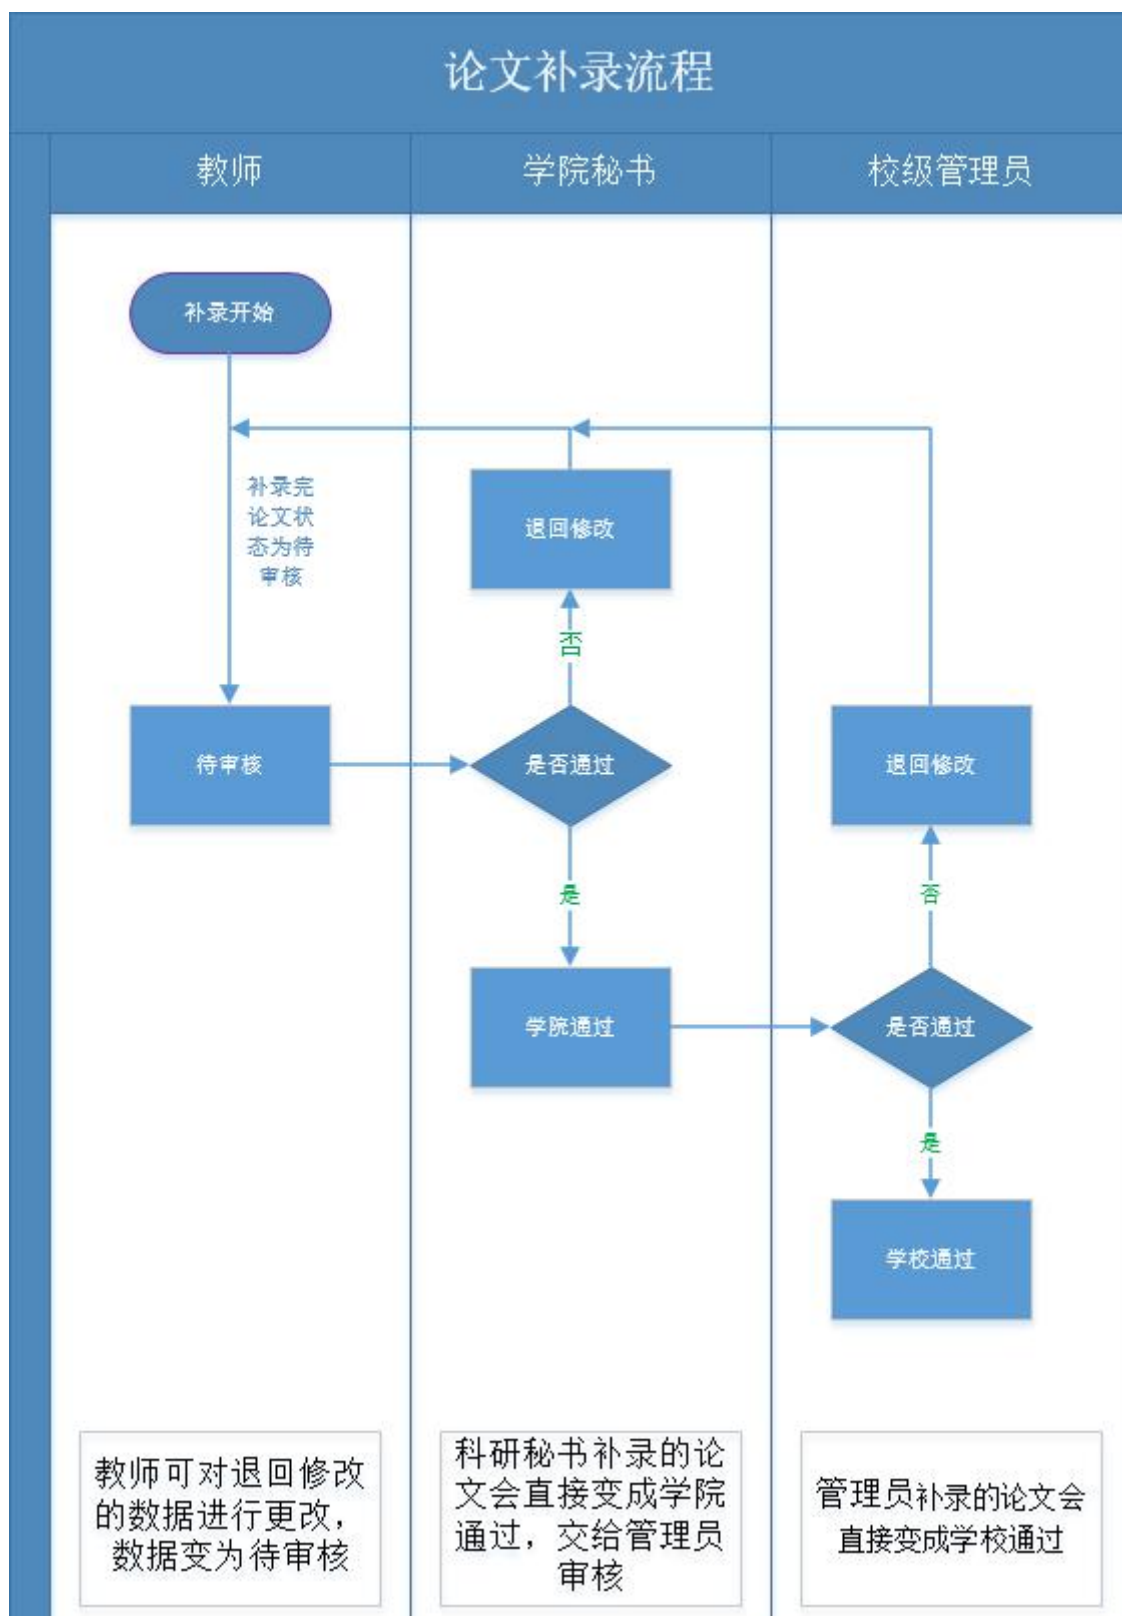 论文补录流程
教师
学院秘书
校级管理员
补录开始
补录完
论文状
态为待
审核
退回修改
否
待审核
是否通过
退回修改
是
否
学院通过
是否通过
是
学校通过
教师可对退回修改
的数据进行更改，
数据变为待审核
科研秘书补录的论
文会直接变成学院
通过，交给管理员
审核
管理员补录的论文会
直接变成学校通过